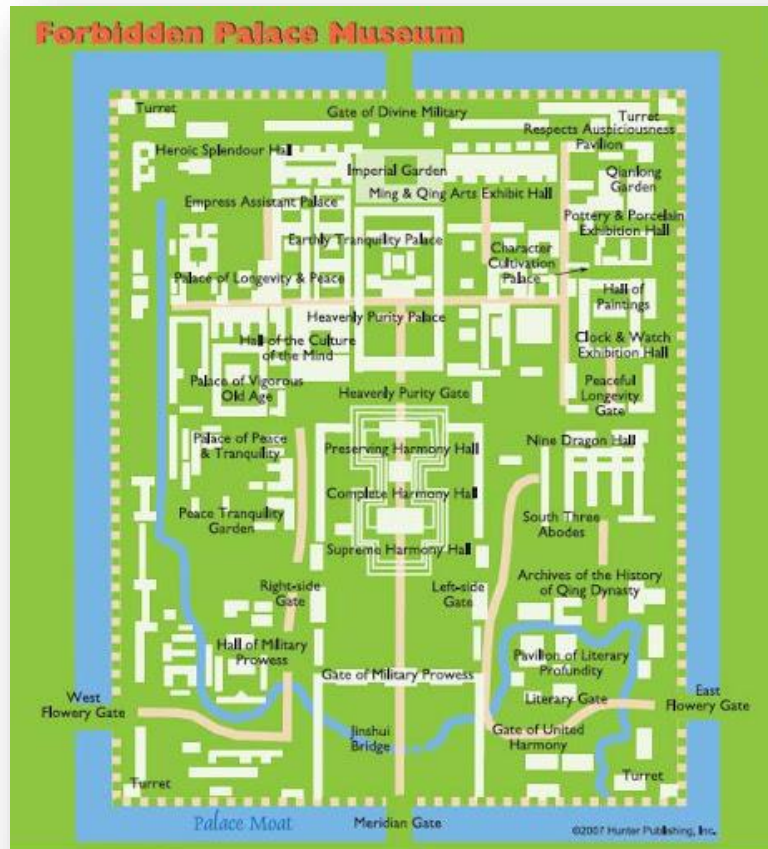 Forbidden Palace Museum
Turret
Gate of Divine Military
Turret
Respects Auspiciousness
Pavilion
Heroic Splendour Hall
Imperial Garden
Qianlong
Garden
Ming & Qing Arts Exhibit Hall
Empress Assistant Palace
Pottery & Porcelain
Exhibition Hall
Earthly Tranquility Palace
Character
Cultivation
Palace
Palace of Longevity & Peace
Hall of
Paintings
Heavenly Purity Palace
Hall of the Culture
of the Mind
Clock & Watch
Exhibition Hall
Palace of Vigorous
Old Age
Peaceful
Longevity
Gate
Heavenly Purity Gate
Palace of Peace
& Tranquility
Preserving Harmony Hall
Nine Dragon Hall
Complete Harmony Hall
Peace Tranquility
Garden
South Three
Abodes
Supreme Harmony Hall
Right-side
Gate
Left-side
Gate
Archives of the History
of Qing Dynasty
Hall of Military
Prowess
Pavilion of Literary
Profundity
Gate of Military Prowess
West
Flowery Gate
Literary Gate
East
Flowery Gate
Jinshui
Bridge
Gate of United
Harmony
Turret
Turret
Palace Moat
Meridian Gate
©2007 Hunter Publishing, Inc.